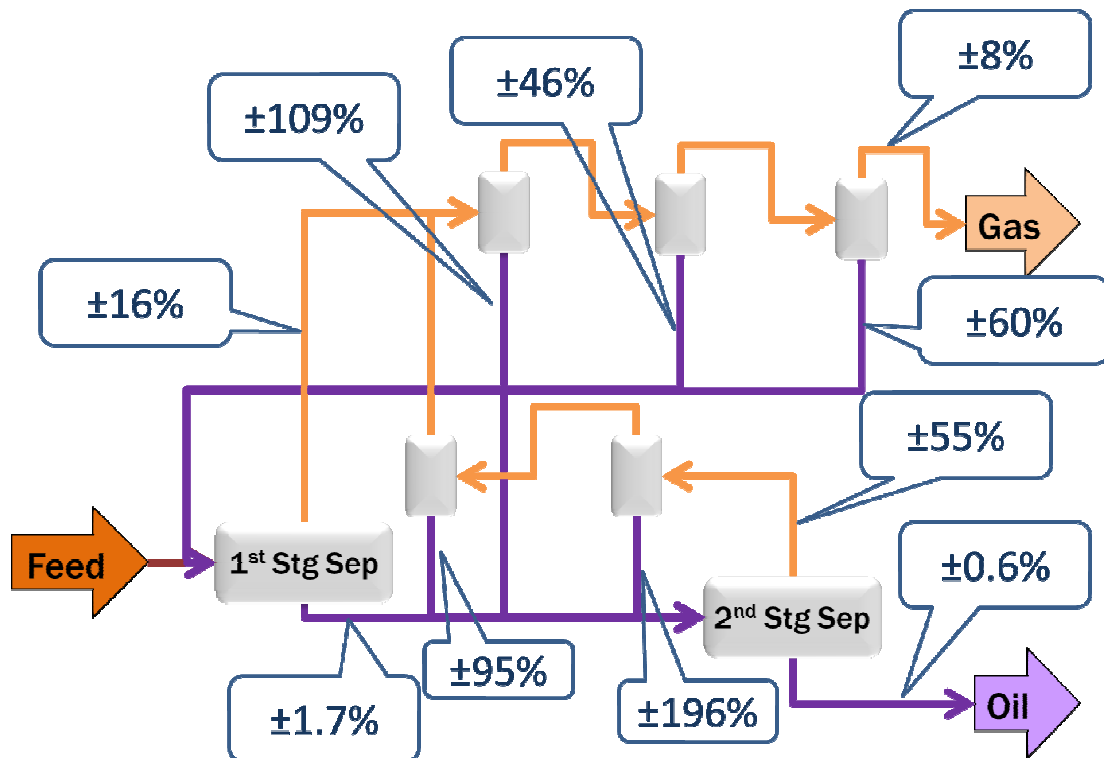 ±8%
±46%
±109%
Gas
±16%
±60%
±55%
1st Stg Sep
Feed
±0.6%
2nd Stg Sep
±95%
±196%
±1.7%
Oil